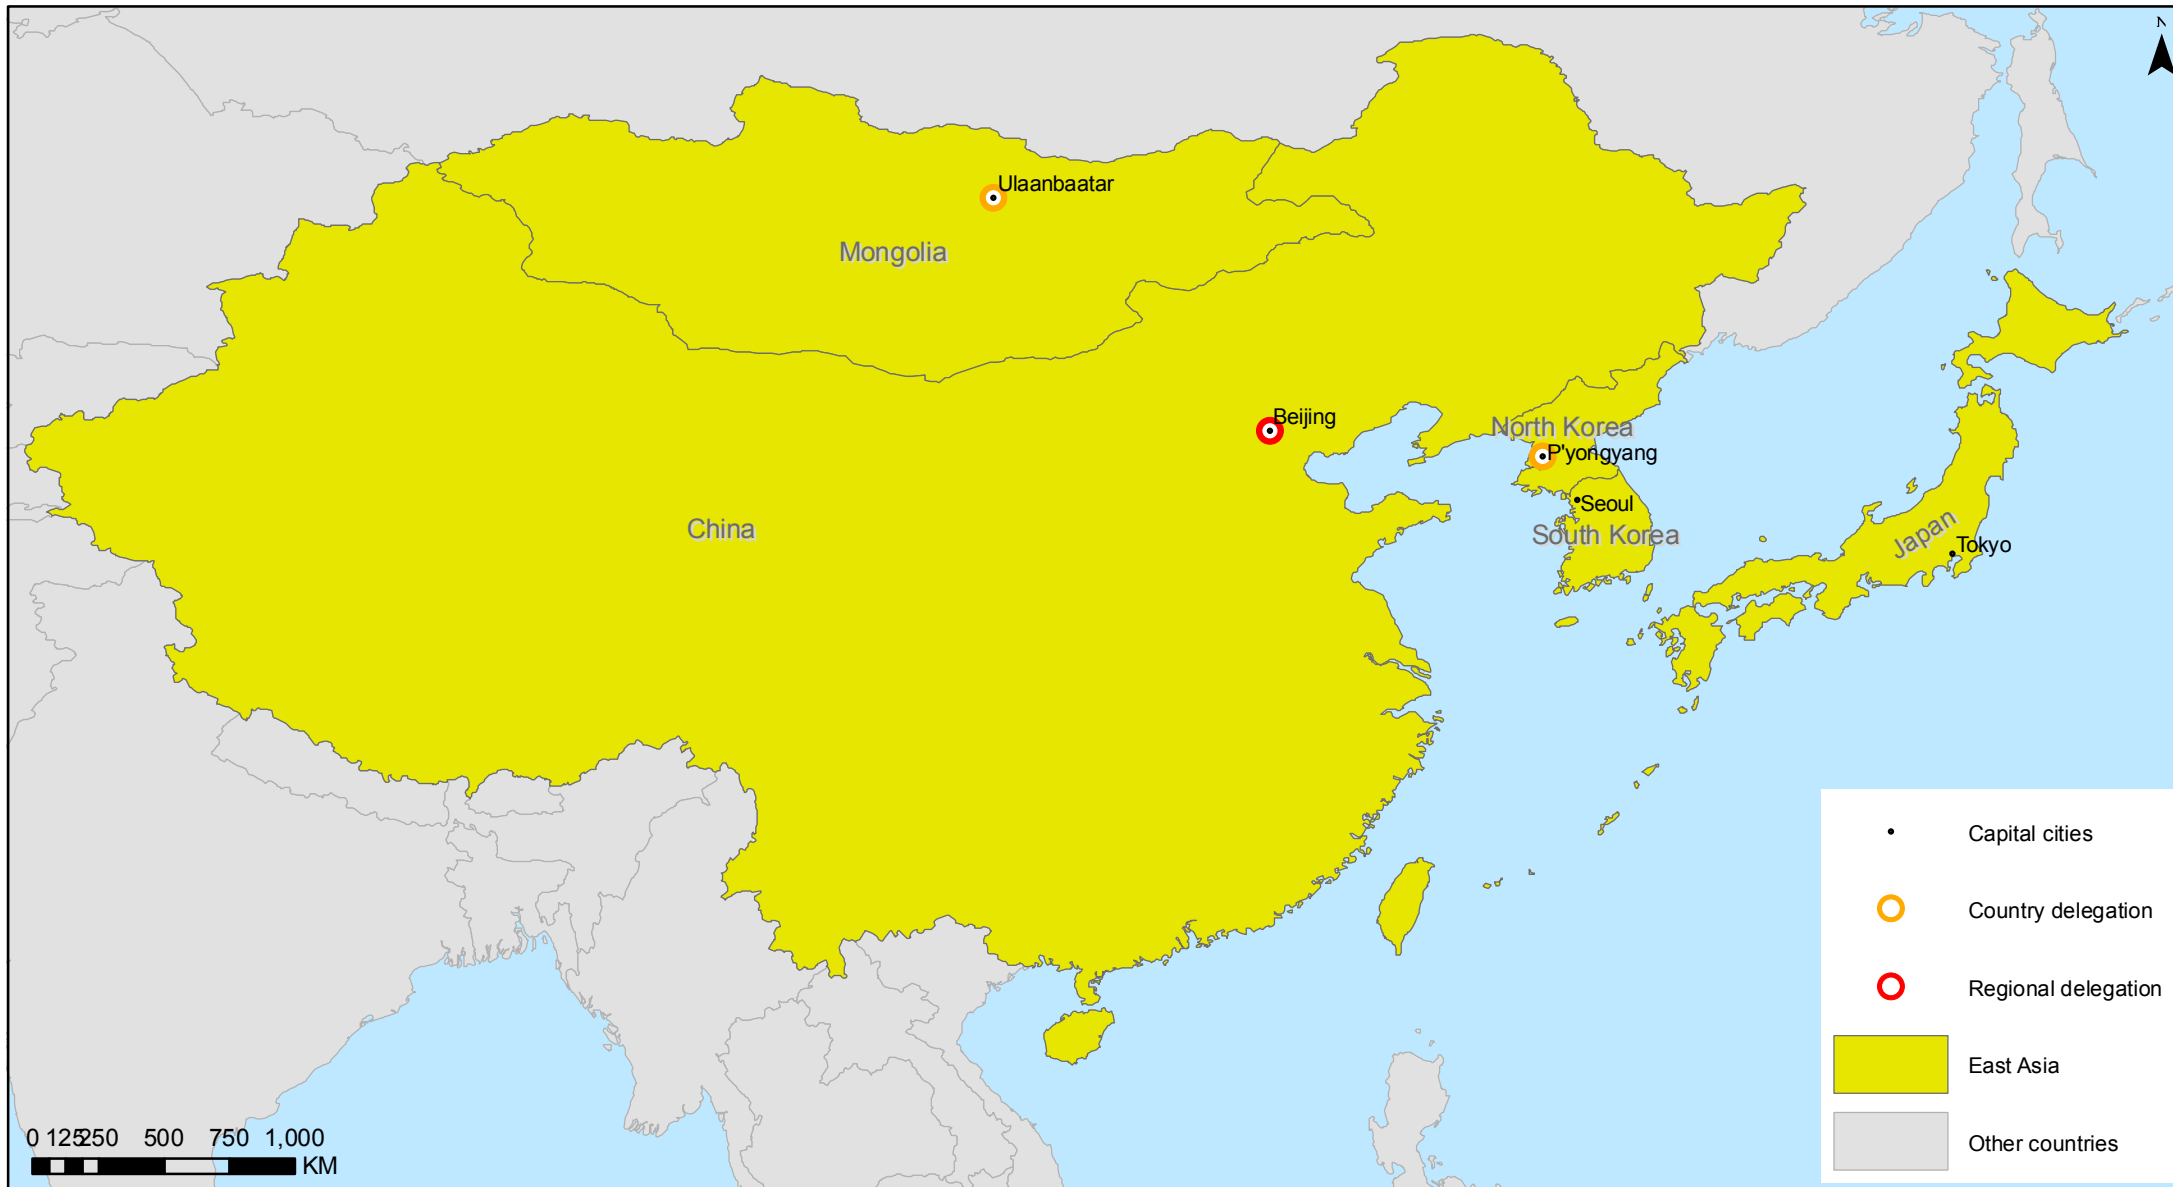 N
Ulaanbaatar
Mongolia
Beijing
North Korea
P'yongyang
Seoul
South Korea
China
Japan
Tokyo
Capital cities
Country delegation
Regional delegation
East Asia
Other countries
0 125 250 500 750 1,000
KM